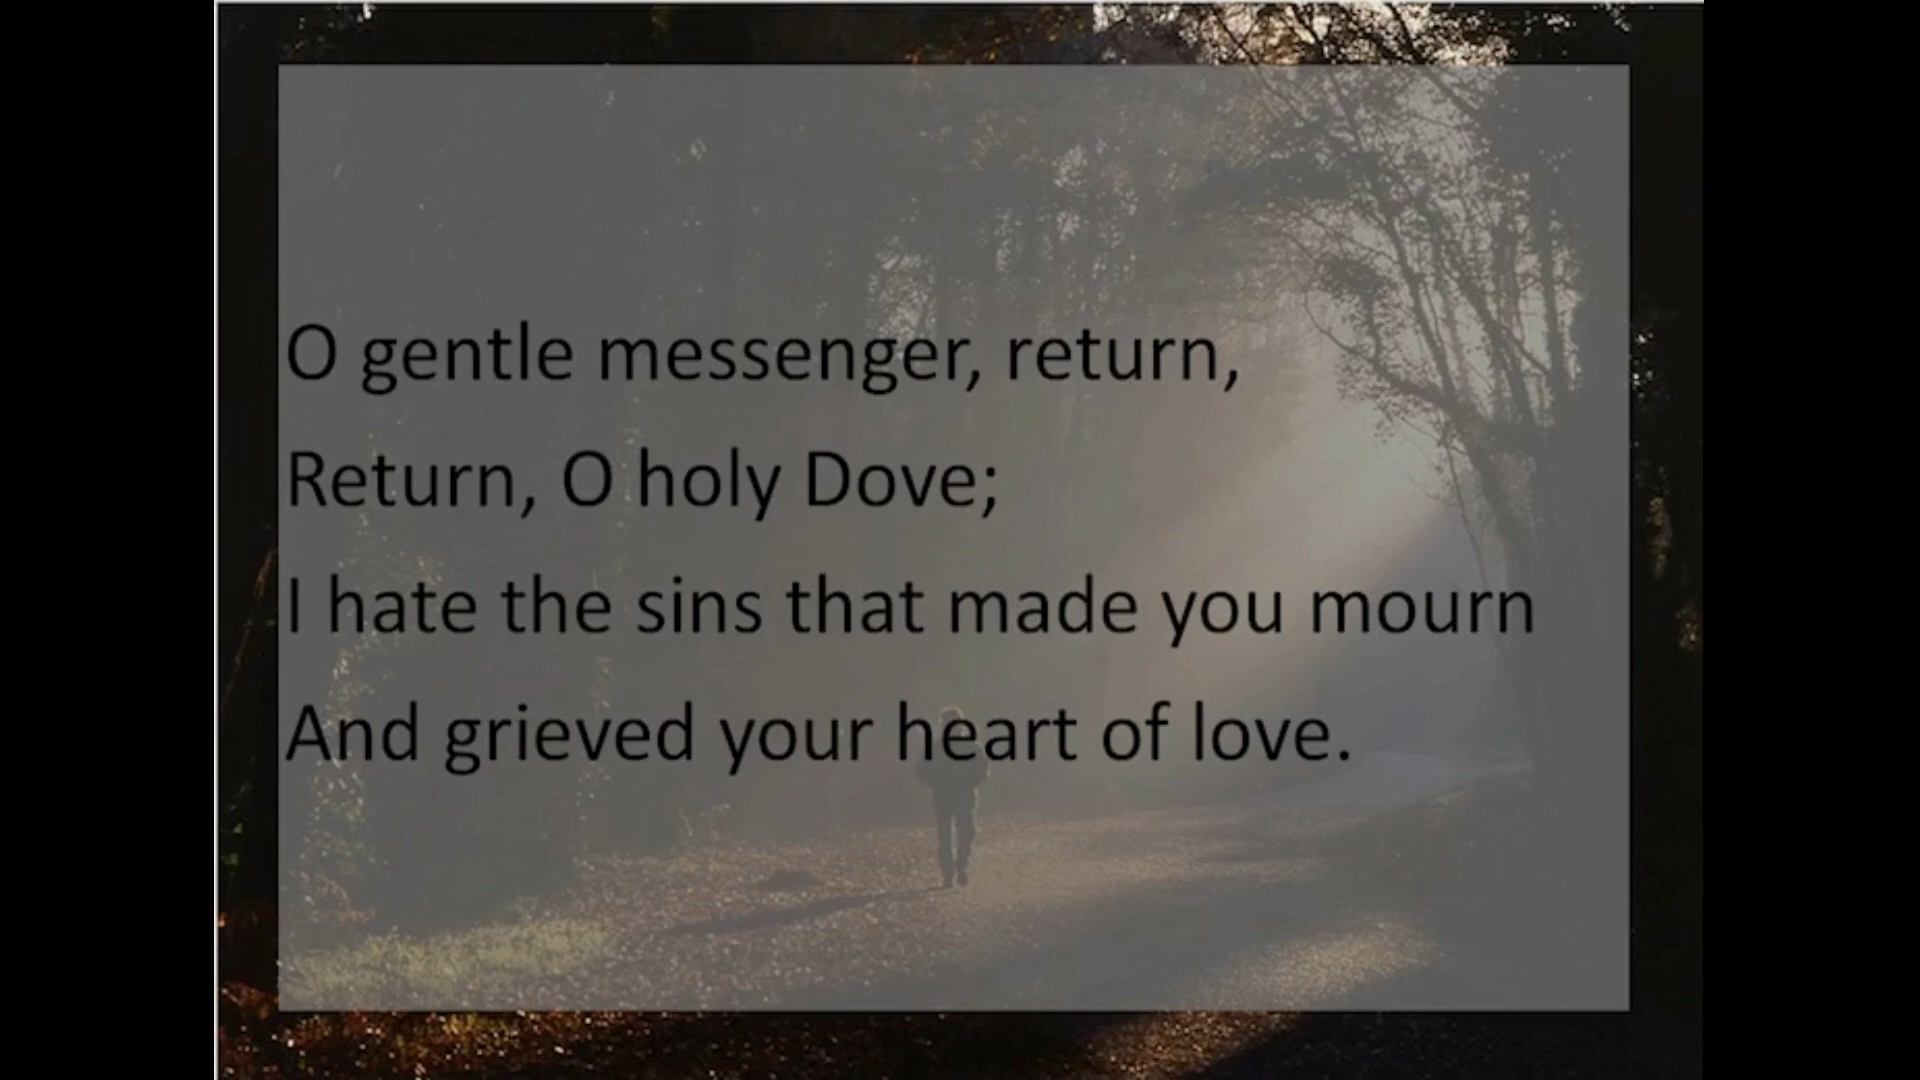 O gentle messenger, return,
Return, O holy Dove;
I hate the sins that made you mourn
And grieved your heart of love.